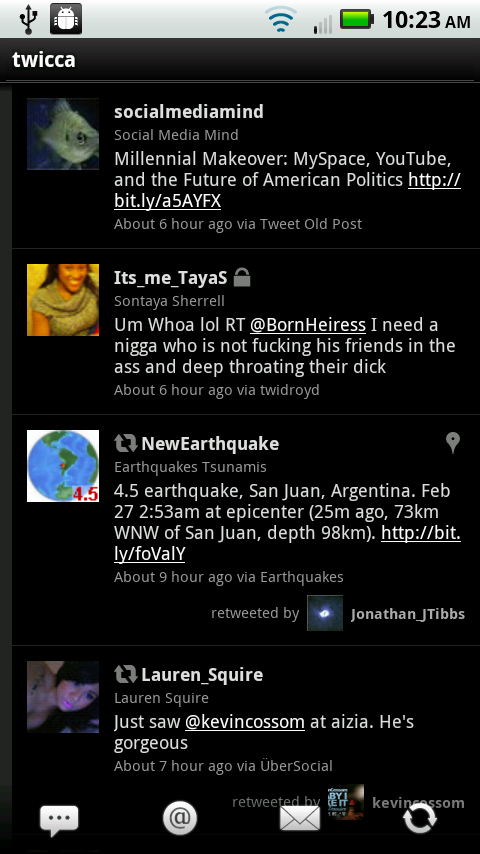 10:23 AM
twicca
socialmediamind
Social Media Mind
Millennial Makeover: MySpace, YouTube,
and the Future of American Politics http://
bit.ly/a5AYFX
About 6 hour ago via Tweet Old Post
Its_me_TayaS
Sontaya Sherrell
Um Whoa lol RT @BornHeiress I need a
nigga who is not fucking his friends in the
ass and deep throating their dick
About 6 hour ago via twidroyd
NewEarthquake
Earthquakes Tsunamis
4.5 earthquake, San Juan, Argentina. Feb
27 2:53am at epicenter (25m ago, 73km
WNW of San Juan, depth 98km). http://bit.
ly/foValY
About 9 hour ago via Earthquakes
4.5
retweeted by Jonathan_JTibbs
Lauren_Squire
Lauren Squire
Just saw @kevincossom at aizia. He's
gorgeous
About 7 hour ago via ÜberSocial
retweeted by kevincossom
@